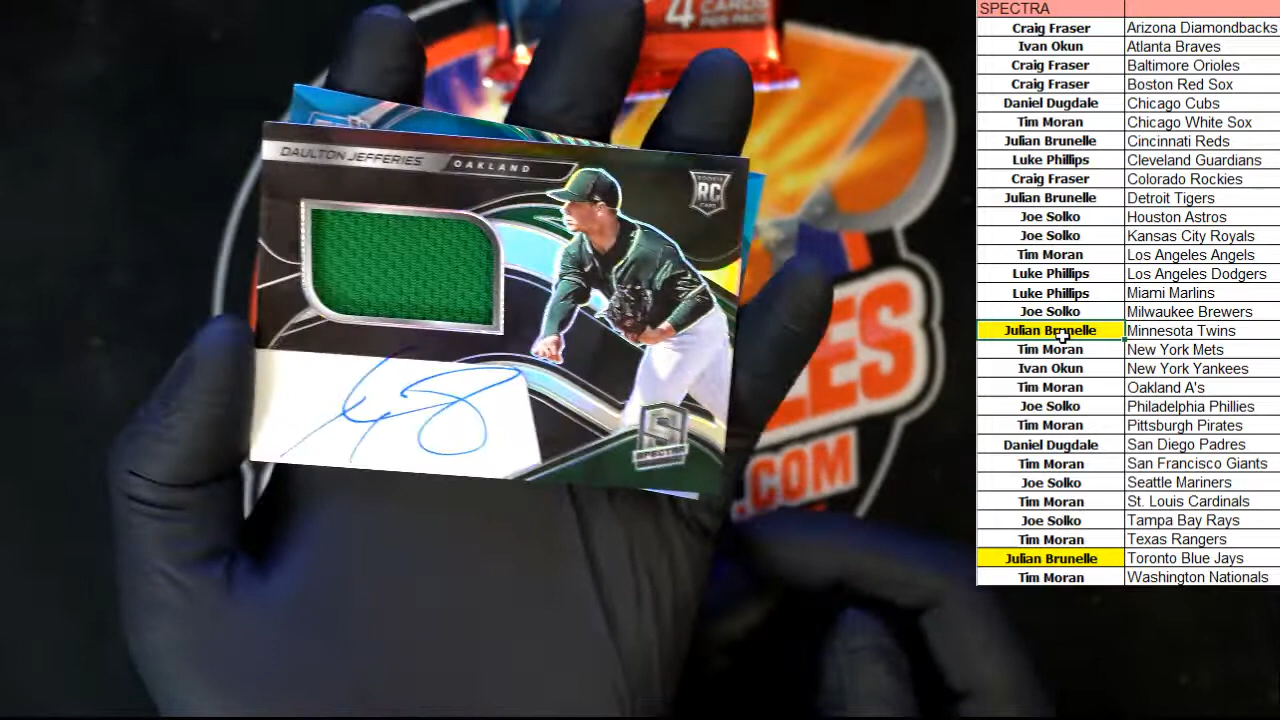 4 CARDS
PER PACK
DAULTON JEFFERIES OAKLAND
ROOKIE
RC
CARD
S
SPECTRA
.COM
SPECTRA
Craig Fraser Arizona Diamondbacks
Ivan Okun Atlanta Braves
Craig Fraser Baltimore Orioles
Craig Fraser Boston Red Sox
Daniel Dugdale Chicago Cubs
Tim Moran Chicago White Sox
Julian Brunelle Cincinnati Reds
Luke Phillips Cleveland Guardians
Craig Fraser Colorado Rockies
Julian Brunelle Detroit Tigers
Joe Solko Houston Astros
Joe Solko Kansas City Royals
Tim Moran Los Angeles Angels
Luke Phillips Los Angeles Dodgers
Luke Phillips Miami Marlins
Joe Solko Milwaukee Brewers
Julian Brunelle Minnesota Twins
Tim Moran New York Mets
Ivan Okun New York Yankees
Tim Moran Oakland A's
Joe Solko Philadelphia Phillies
Tim Moran Pittsburgh Pirates
Daniel Dugdale San Diego Padres
Tim Moran San Francisco Giants
Joe Solko Seattle Mariners
Tim Moran St. Louis Cardinals
Joe Solko Tampa Bay Rays
Tim Moran Texas Rangers
Julian Brunelle Toronto Blue Jays
Tim Moran Washington Nationals